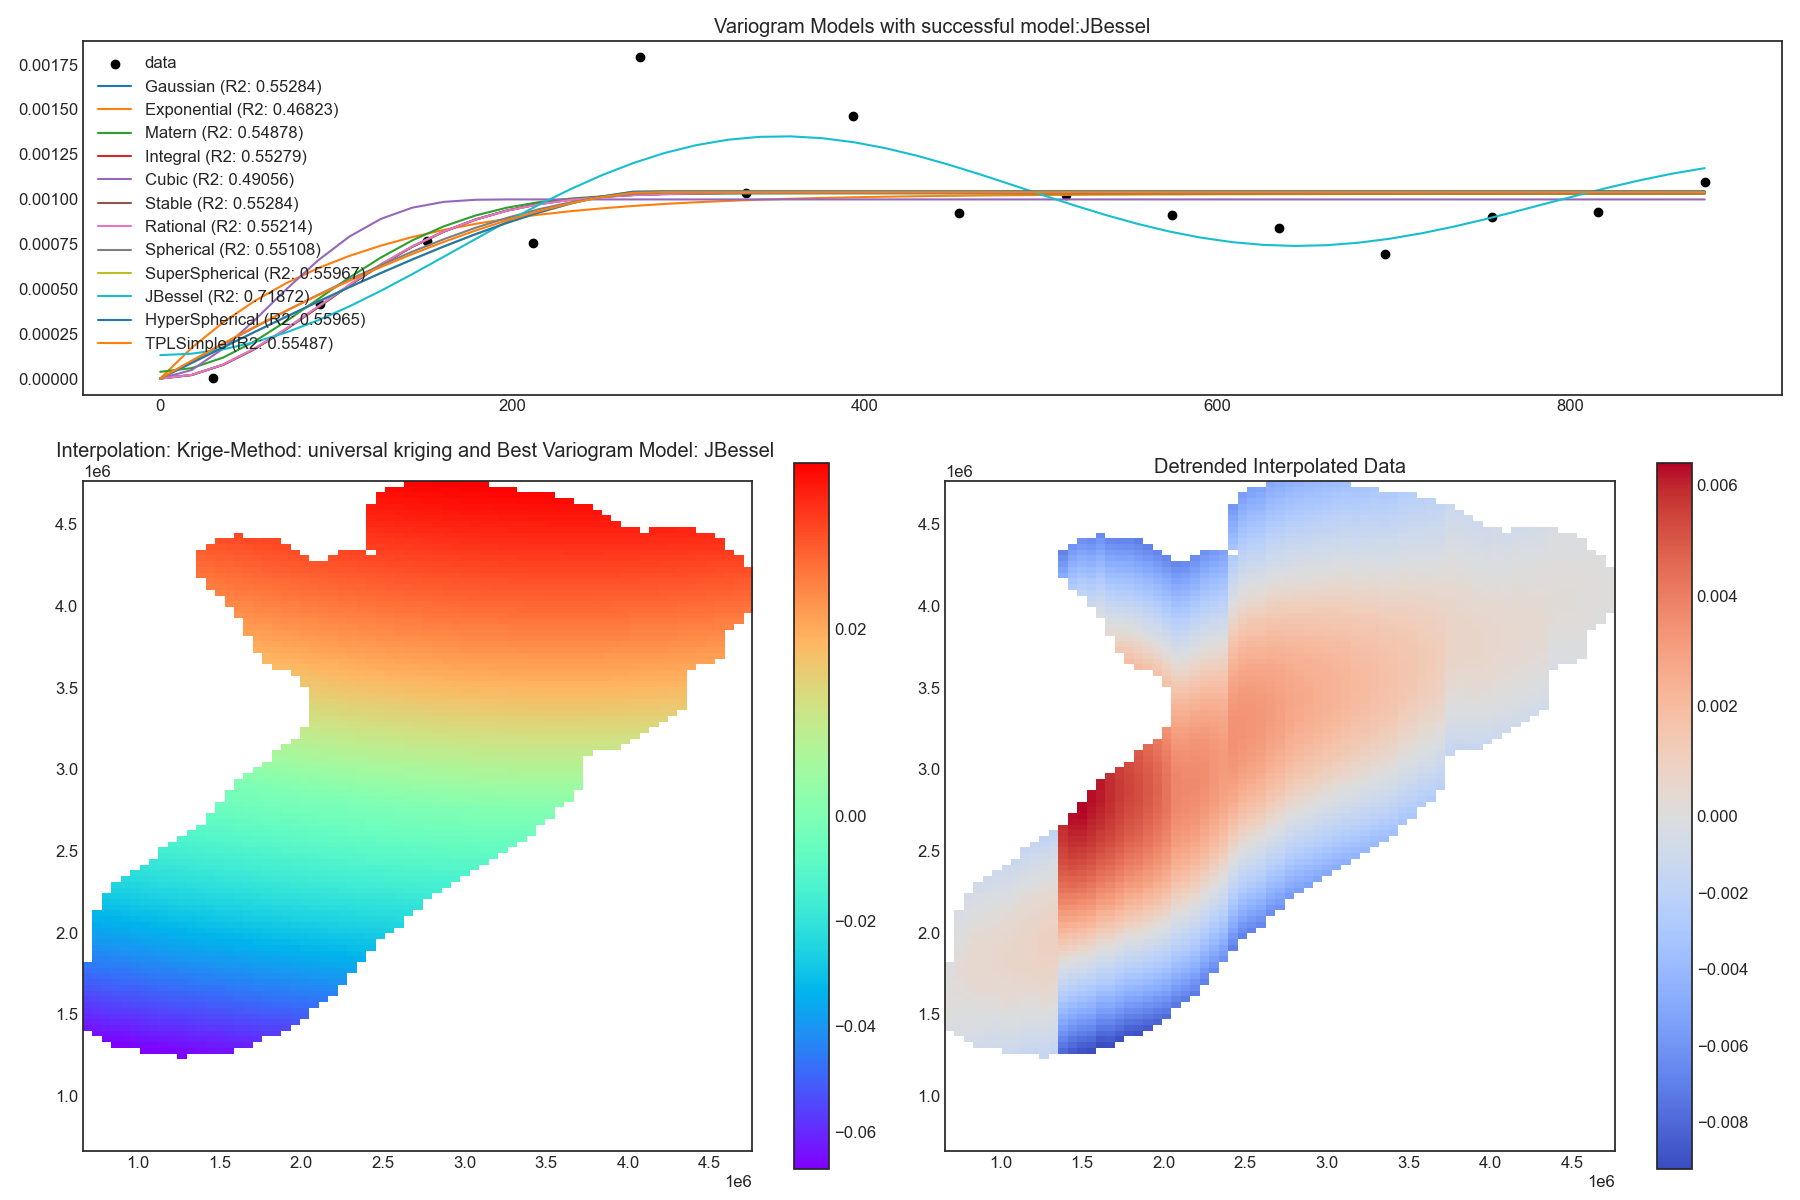 Variogram Models with successful model:JBessel
0.00175
0.00150
0.00125
0.00100
0.00075
0.00050
0.00025
0.00000
data
Gaussian (R2: 0.55284)
Exponential (R2: 0.46823)
Matern (R2: 0.54878)
Integral (R2: 0.55279)
Cubic (R2: 0.49056)
Stable (R2: 0.55284)
Rational (R2: 0.55214)
Spherical (R2: 0.55108)
SuperSpherical (R2: 0.55967)
JBessel (R2: 0.71872)
HyperSpherical (R2: 0.55965)
TPLSimple (R2: 0.55487)
0 200 400 600 800
Interpolation: Krige-Method: universal kriging and Best Variogram Model: JBessel
1e6
4.5
4.0
3.5
3.0
2.5
2.0
1.5
1.0
1.0 1.5 2.0 2.5 3.0 3.5 4.0 4.5
1e6
0.02
0.00
−0.02
−0.04
−0.06
Detrended Interpolated Data
1e6
4.5
4.0
3.5
3.0
2.5
2.0
1.5
1.0
1.0 1.5 2.0 2.5 3.0 3.5 4.0 4.5
1e6
0.006
0.004
0.002
0.000
−0.002
−0.004
−0.006
−0.008